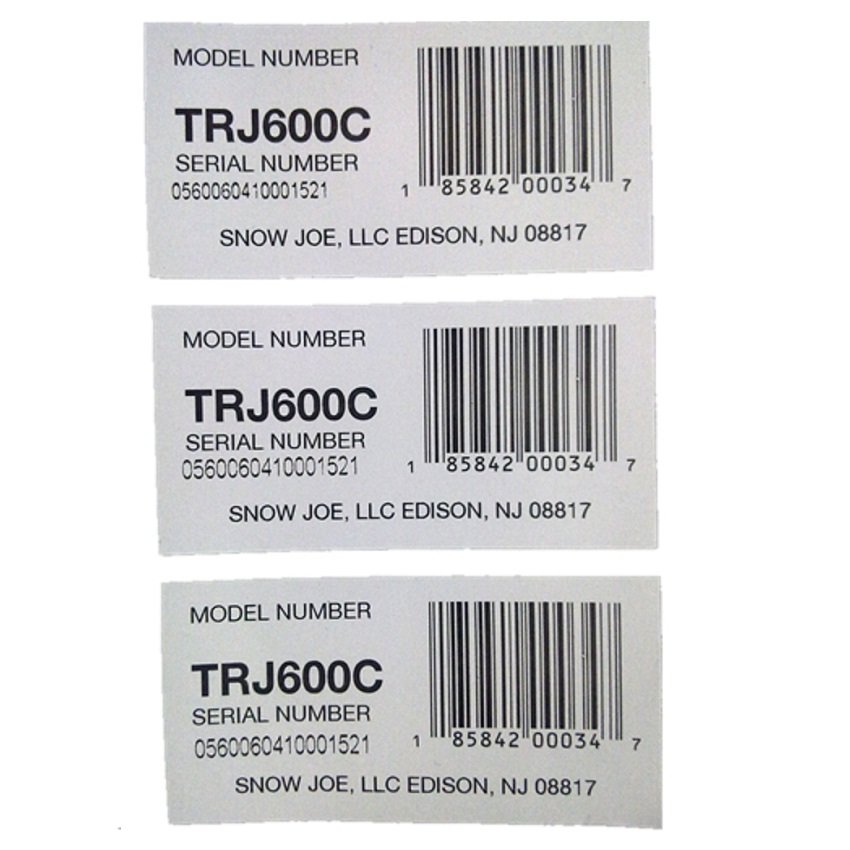 MODEL NUMBER
TRJ600C
SERIAL NUMBER
0560060410001521
1 85842 00034 7
SNOW JOE, LLC EDISON, NJ 08817
MODEL NUMBER
TRJ600C
SERIAL NUMBER
0560060410001521
1 85842 00034 7
SNOW JOE, LLC EDISON, NJ 08817
MODEL NUMBER
TRJ600C
SERIAL NUMBER
0560060410001521
1 85842 00034 7
SNOW JOE, LLC EDISON, NJ 08817